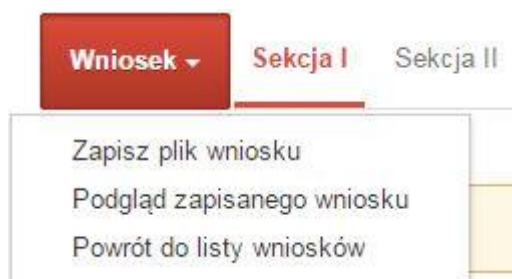 Wniosek Sekcja I Sekcja II
Zapisz plik wniosku
Podgląd zapisanego wniosku
Powrót do listy wniosków